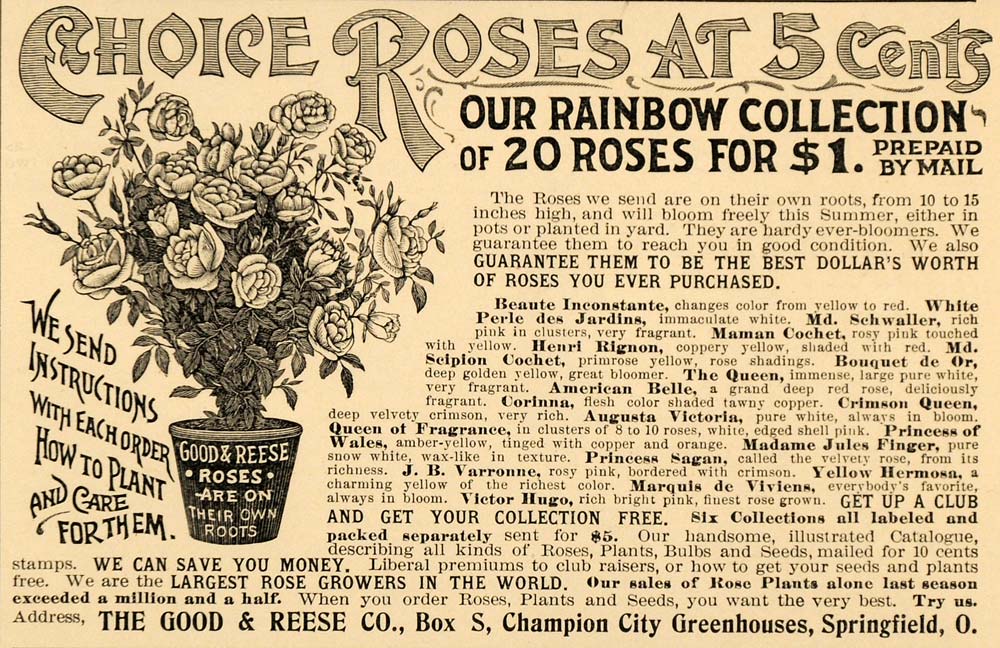 CHOICE ROSES AT 5 Cents
OUR RAINBOW COLLECTION
OF 20 ROSES FOR $1. PREPAID
BY MAIL
The Roses we send are on their own roots, from 10 to 15
inches high, and will bloom freely this Summer, either in
pots or planted in yard. They are hardy ever-bloomers. We
guarantee them to reach you in good condition. We also
GUARANTEE THEM TO BE THE BEST DOLLAR'S WORTH
OF ROSES YOU EVER PURCHASED.
Beaute Inconstante, changes color from yellow to red. White
Perle des Jardins, immaculate white. Md. Schwaller, rich
pink in clusters, very fragrant. Maman Cochet, rosy pink touched
with yellow. Henri Rignon, coppery yellow, shaded with red. Md.
Scipion Cochet, primrose yellow, rose shadings. Bouquet de Or,
deep golden yellow, great bloomer. The Queen, immense, large pure white,
very fragrant. American Belle, a grand deep red rose, deliciously
fragrant. Corinna, flesh color shaded tawny copper. Crimson Queen,
deep velvety crimson, very rich. Augusta Victoria, pure white, always in bloom.
Queen of Fragrance, in clusters of 8 to 10 roses, white, edged shell pink. Princess of
Wales, amber-yellow, tinged with copper and orange. Madame Jules Finger, pure
snow white, wax-like in texture. Princess Sagan, called the velvety rose, from its
richness. J. B. Varronne, rosy pink, bordered with crimson. Yellow Hermosa, a
charming yellow of the richest color. Marquis de Viviens, everybody's favorite,
always in bloom. Victor Hugo, rich bright pink, finest rose grown. GET UP A CLUB
AND GET YOUR COLLECTION FREE. Six Collections all labeled and
packed separately sent for $5. Our handsome, illustrated Catalogue,
describing all kinds of Roses, Plants, Bulbs and Seeds, mailed for 10 cents
stamps. WE CAN SAVE YOU MONEY. Liberal premiums to club raisers, or how to get your seeds and plants
free. We are the LARGEST ROSE GROWERS IN THE WORLD. Our sales of Rose Plants alone last season
exceeded a million and a half. When you order Roses, Plants and Seeds, you want the very best. Try us.
Address, THE GOOD & REESE CO., Box S, Champion City Greenhouses, Springfield, O.
WE SEND
INSTRUCTIONS
WITH EACH ORDER
HOW TO PLANT
AND CARE
FOR THEM.
GOOD & REESE
• ROSES •
-ARE ON
THEIR OWN
ROOTS